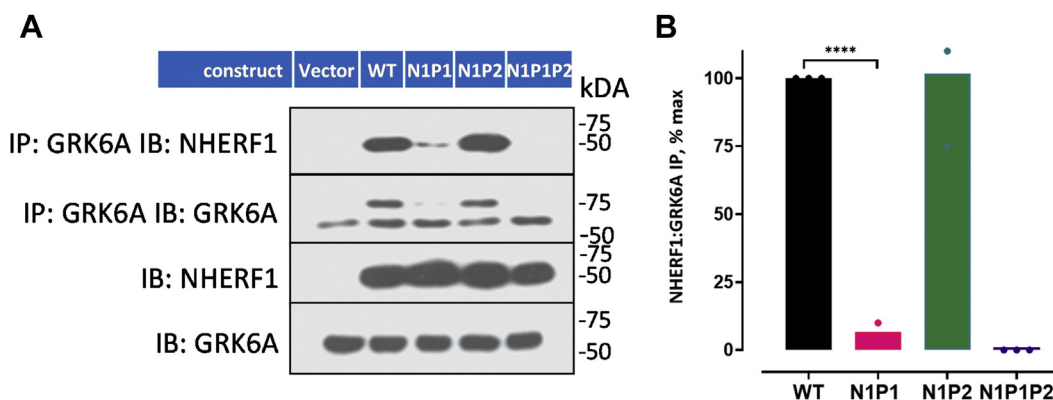 A
construct Vector WT N1P1 N1P2 N1P1P2
kDA
IP: GRK6A IB: NHERF1
-75
-50
IP: GRK6A IB: GRK6A
-75
-50
IB: NHERF1
-75
-50
IB: GRK6A
-75
-50
B
NHERF1:GRK6A IP, % max
****
100
75
50
25
0
WT N1P1 N1P2 N1P1P2